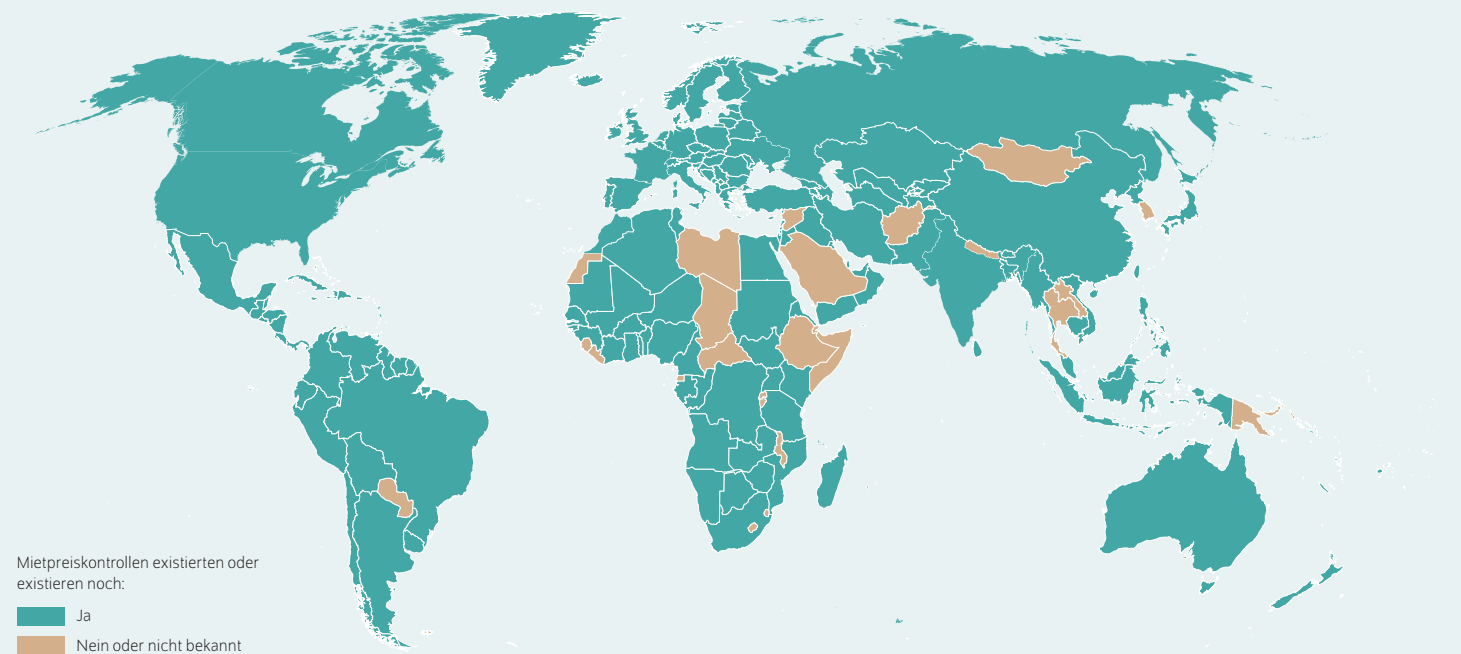 Mietpreiskontrollen existierten oder
existieren noch:
Ja
Nein oder nicht bekannt